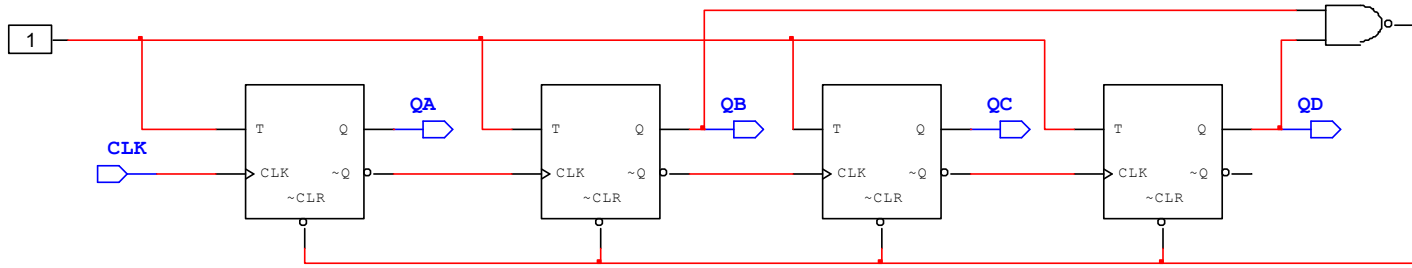 1
QA
QB
QC
QD
T Q
T Q
T Q
T Q
CLK
CLK ~Q
CLK ~Q
CLK ~Q
CLK ~Q
~CLR
~CLR
~CLR
~CLR